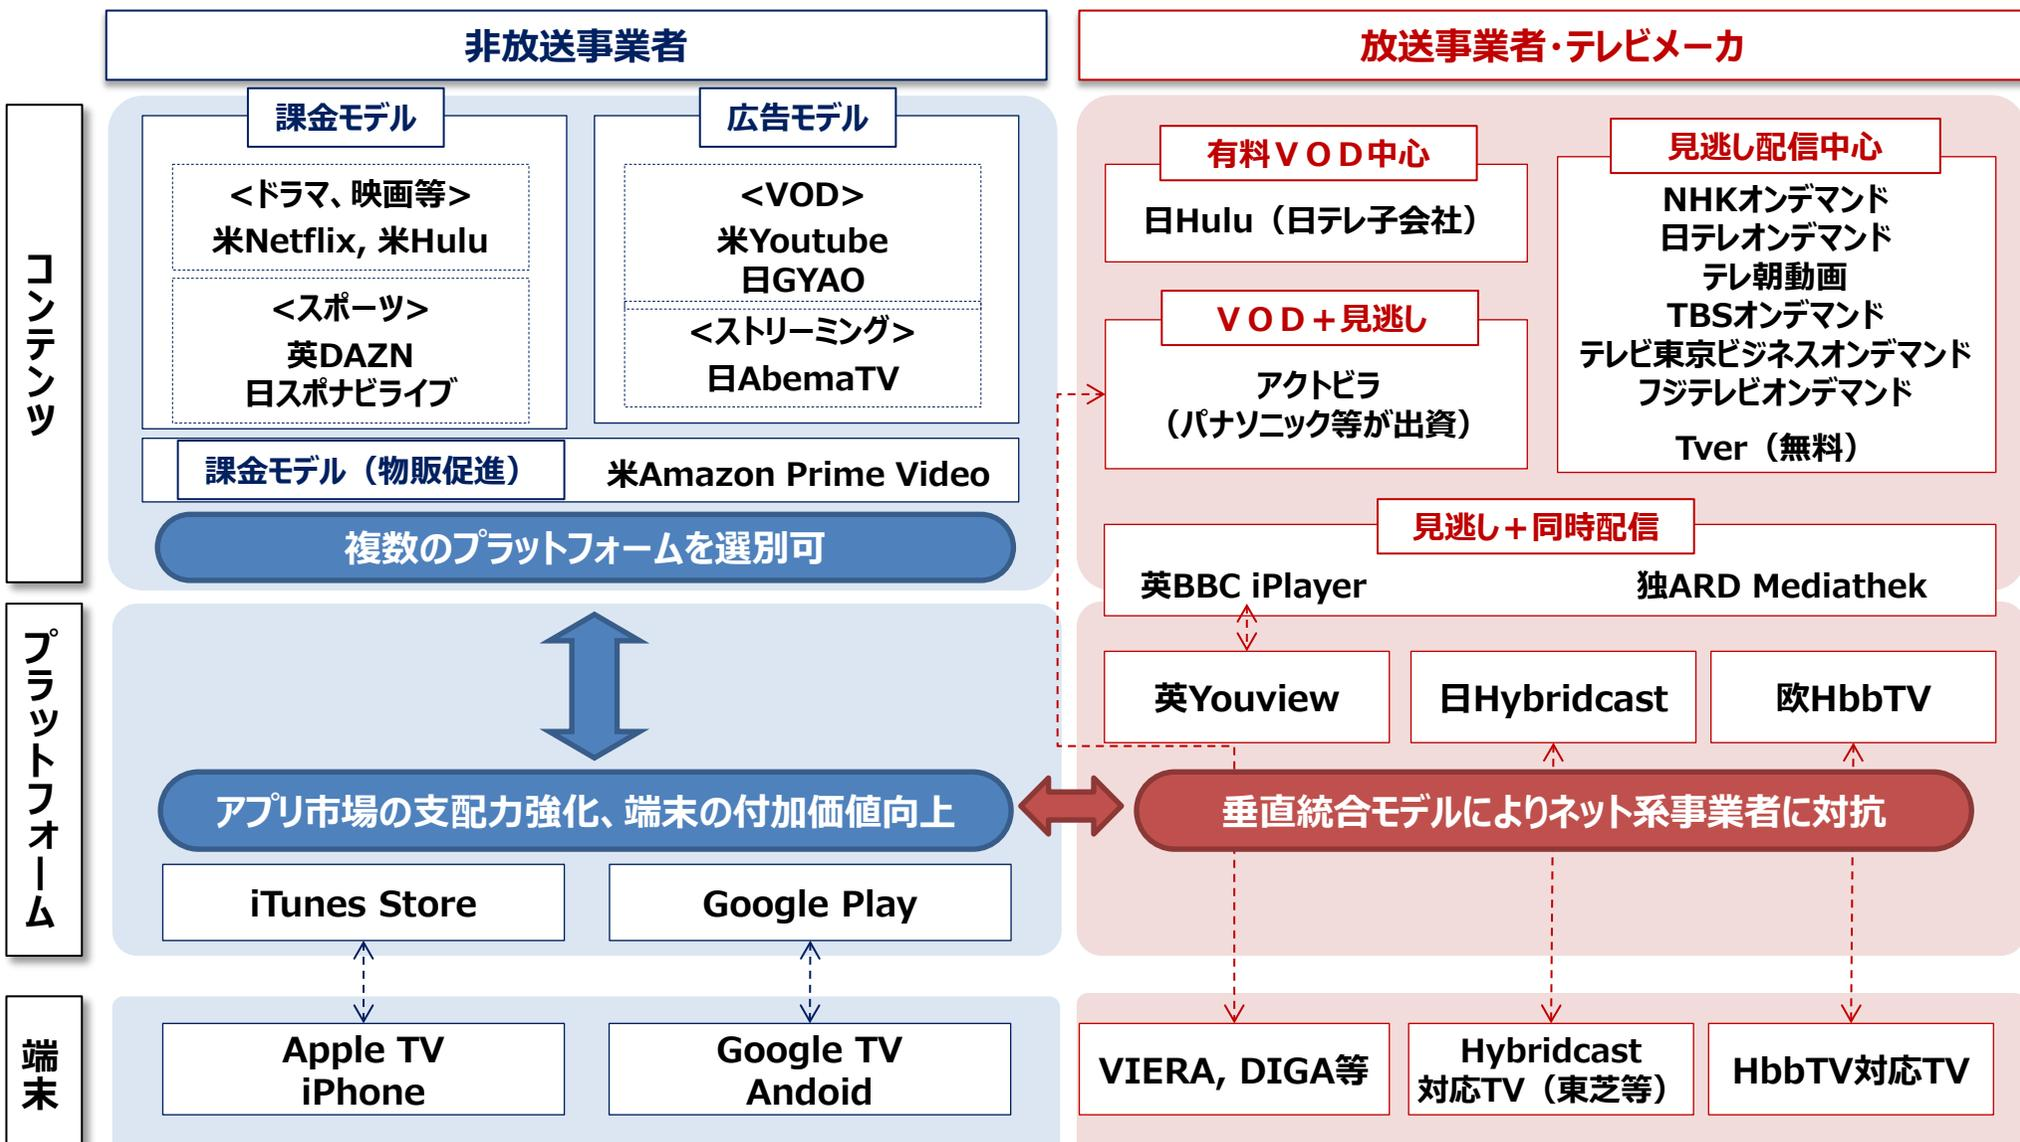 非放送事業者
放送事業者・テレビメーカ
コンテンツ
課金モデル
<ドラマ、映画等>
米Netflix, 米Hulu
<スポーツ>
英DAZN
日スポナビライブ
広告モデル
<VOD>
米Youtube
日GYAO
<ストリーミング>
日AbemaTV
課金モデル（物販促進）
米Amazon Prime Video
複数のプラットフォームを選別可
有料ＶＯＤ中心
日Hulu（日テレ子会社）
ＶＯＤ＋見逃し
アクトビラ
（パナソニック等が出資）
見逃し配信中心
NHKオンデマンド
日テレオンデマンド
テレ朝動画
TBSオンデマンド
テレビ東京ビジネスオンデマンド
フジテレビオンデマンド
Tver（無料）
見逃し＋同時配信
英BBC iPlayer
独ARD Mediathek
プラットフォーム
アプリ市場の支配力強化、端末の付加価値向上
iTunes Store
Google Play
英Youview
日Hybridcast
欧HbbTV
垂直統合モデルによりネット系事業者に対抗
端末
Apple TV
iPhone
Google TV
Andoid
VIERA, DIGA等
Hybridcast
対応TV（東芝等）
HbbTV対応TV